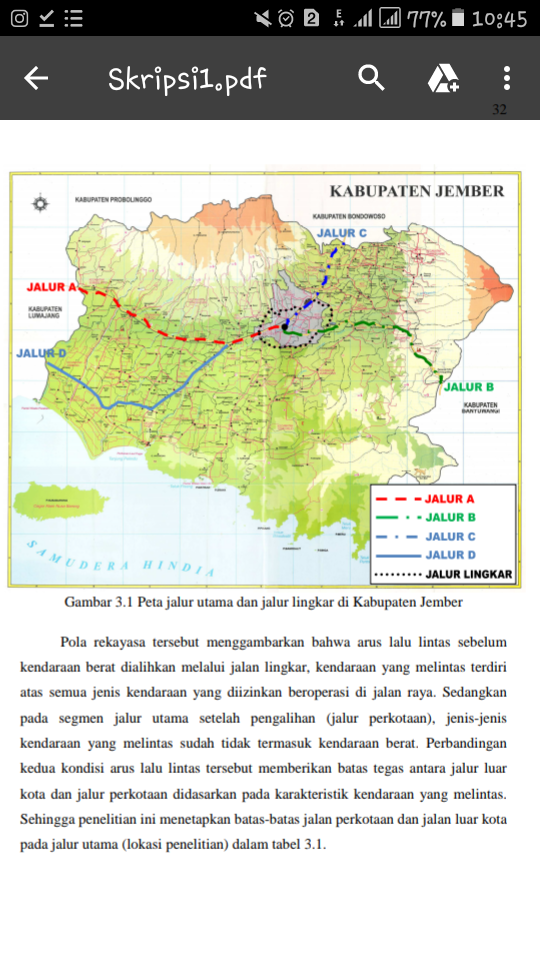 2 E 77% 10:45
Skripsi1.pdf
32
KABUPATEN JEMBER
KABUPATEN PROBOLINGGO
KABUPATEN BONDOWOSO
JALUR C
JALUR A
KABUPATEN
LUMAJANG
JALUR D
JALUR B
KABUPATEN
BANYUWANGI
SAMUDERA HINDIA
JALUR A
JALUR B
JALUR C
JALUR D
JALUR LINGKAR
Gambar 3.1 Peta jalur utama dan jalur lingkar di Kabupaten Jember
Pola rekayasa tersebut menggambarkan bahwa arus lalu lintas sebelum
kendaraan berat dialihkan melalui jalan lingkar, kendaraan yang melintas terdiri
atas semua jenis kendaraan yang diizinkan beroperasi di jalan raya. Sedangkan
pada segmen jalur utama setelah pengalihan (jalur perkotaan), jenis-jenis
kendaraan yang melintas sudah tidak termasuk kendaraan berat. Perbandingan
kedua kondisi arus lalu lintas tersebut memberikan batas tegas antara jalur luar
kota dan jalur perkotaan didasarkan pada karakteristik kendaraan yang melintas.
Sehingga penelitian ini menetapkan batas-batas jalan perkotaan dan jalan luar kota
pada jalur utama (lokasi penelitian) dalam tabel 3.1.